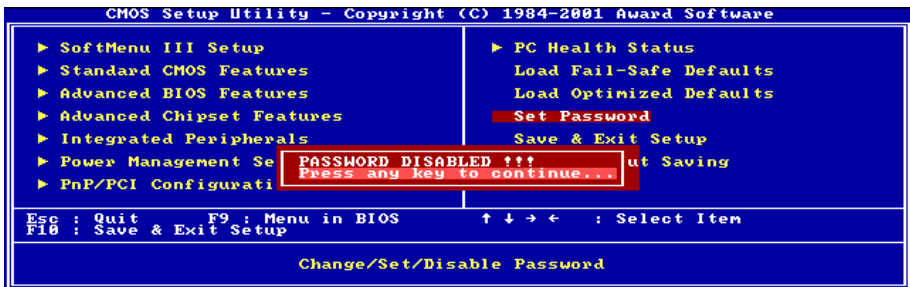 CMOS Setup Utility - Copyright (C) 1984-2001 Award Software
► SoftMenu III Setup
► Standard CMOS Features
► Advanced BIOS Features
► Advanced Chipset Features
► Integrated Peripherals
► Power Management Se
► PnP/PCI Configurati
► PC Health Status
Load Fail-Safe Defaults
Load Optimized Defaults
Set Password
Save & Exit Setup
ut Saving
PASSWORD DISABLED !!!
Press any key to continue...
Esc : Quit F9 : Menu in BIOS ↑ ↓ → ← : Select Item
F10 : Save & Exit Setup
Change/Set/Disable Password